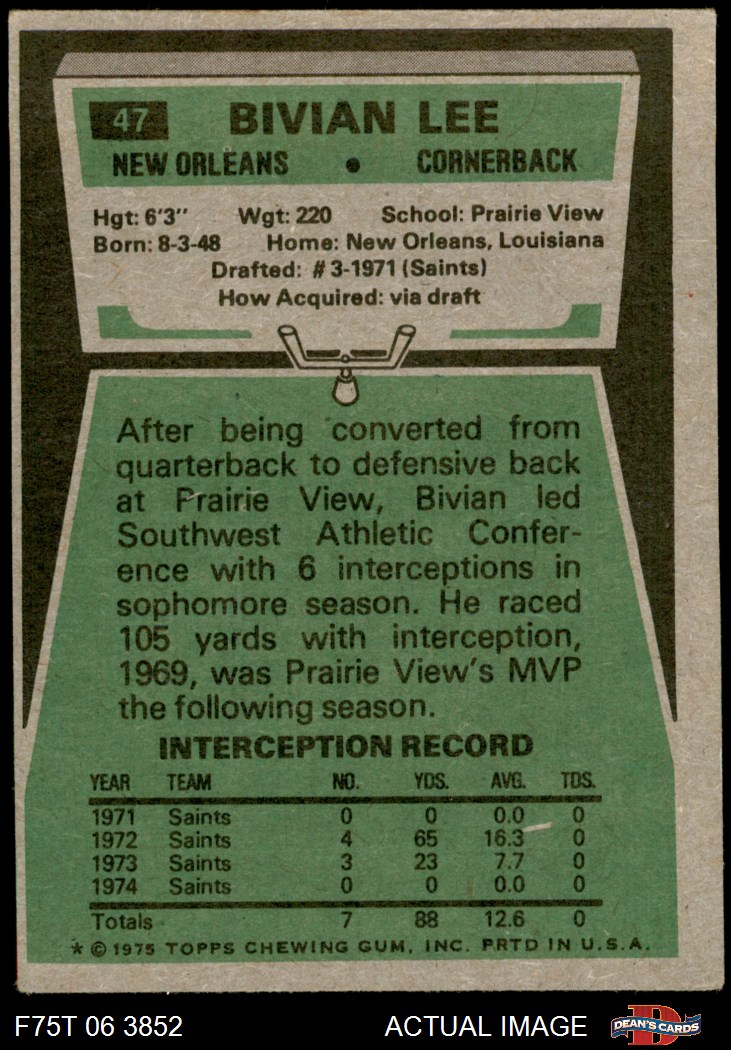 47 BIVIAN LEE
NEW ORLEANS • CORNERBACK
Hgt: 6'3" Wgt: 220 School: Prairie View
Born: 8-3-48 Home: New Orleans, Louisiana
Drafted: #3-1971 (Saints)
How Acquired: via draft
After being converted from
quarterback to defensive back
at Prairie View, Bivian led
Southwest Athletic Confer-
ence with 6 interceptions in
sophomore season. He raced
105 yards with interception,
1969, was Prairie View's MVP
the following season.
INTERCEPTION RECORD
YEAR TEAM NO. YDS. AVG. TDS.
1971 Saints 0 0 0.0 0
1972 Saints 4 65 16.3 0
1973 Saints 3 23 7.7 0
1974 Saints 0 0 0.0 0
Totals 7 88 12.6 0
* © 1975 TOPPS CHEWING GUM, INC. PRTD IN U.S.A.
F75T 06 3852 ACTUAL IMAGE DEAN'S CARDS